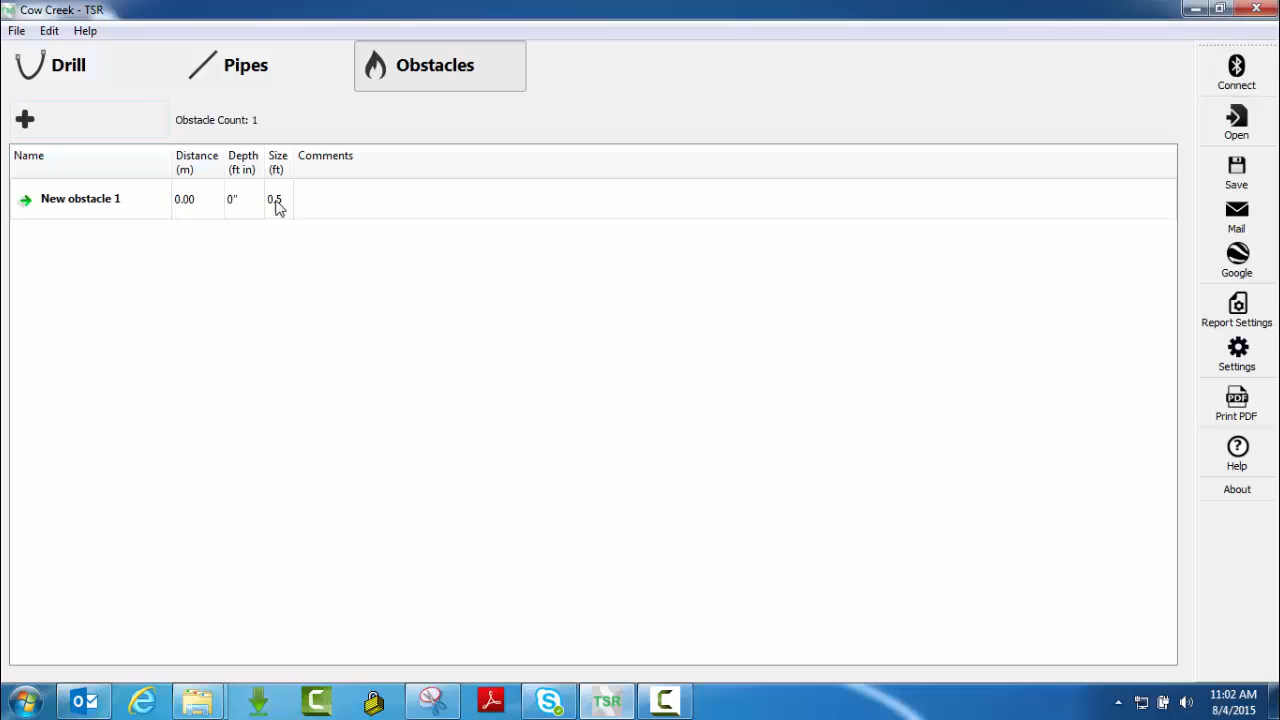 Cow Creek - TSR
File Edit Help
Drill Pipes Obstacles
Obstacle Count: 1
Name Distance (m) Depth (ft in) Size (ft) Comments
New obstacle 1 0.00 0" 0.5
Connect
Open
Save
Mail
Google
Report Settings
Settings
PDF
Print PDF
Help
About
TSR
11:02 AM
8/4/2015